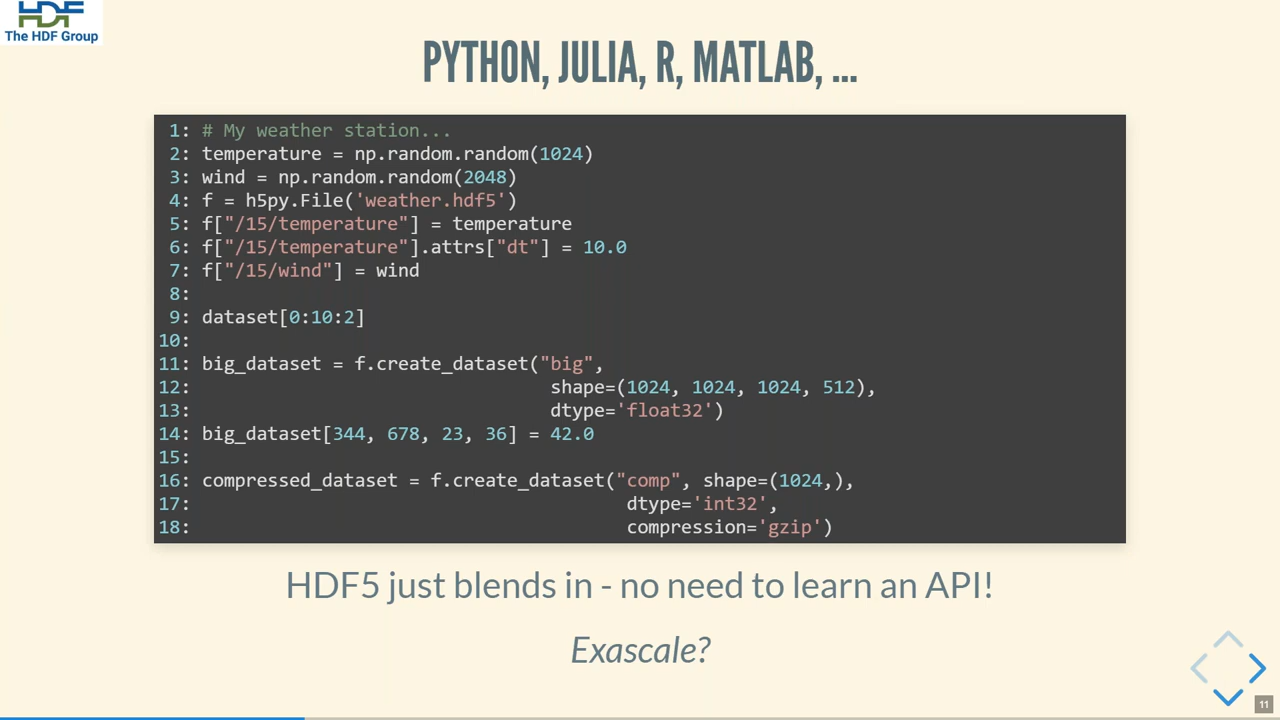 HDF
The HDF Group
PYTHON, JULIA, R, MATLAB, ...
1: # My weather station...
2: temperature = np.random.random(1024)
3: wind = np.random.random(2048)
4: f = h5py.File('weather.hdf5')
5: f["/15/temperature"] = temperature
6: f["/15/temperature"].attrs["dt"] = 10.0
7: f["/15/wind"] = wind
8:
9: dataset[0:10:2]
10:
11: big_dataset = f.create_dataset("big",
12: shape=(1024, 1024, 1024, 512),
13: dtype='float32')
14: big_dataset[344, 678, 23, 36] = 42.0
15:
16: compressed_dataset = f.create_dataset("comp", shape=(1024,),
17: dtype='int32',
18: compression='gzip')
HDF5 just blends in - no need to learn an API!
Exascale?
11